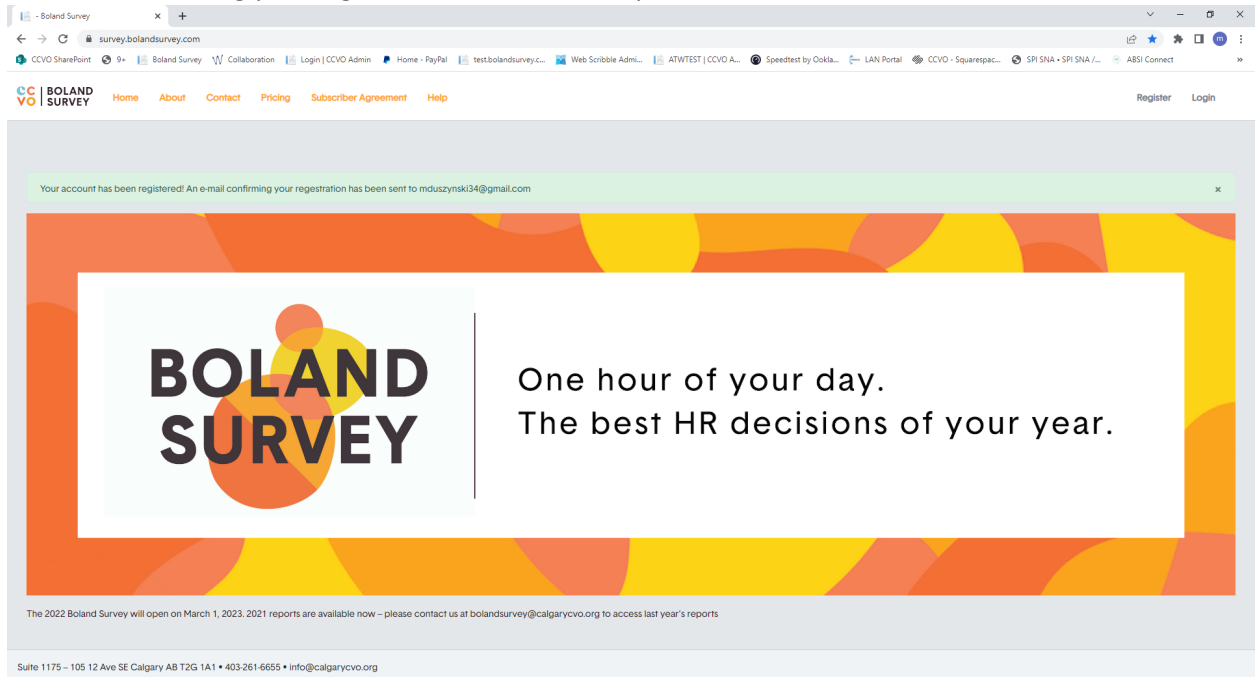 - Boland Survey
survey.bolandsurvey.com
CCVO SharePoint 9+ Boland Survey Collaboration Login | CCVO Admin Home - PayPal test.bolandsurvey.c... Web Scribble Admi... ATWTEST | CCVO A... Speedtest by Ookla... LAN Portal CCVO - Squarespac... SPI SNA • SPI SNA /... ABSI Connect »
CC VO | BOLAND SURVEY Home About Contact Pricing Subscriber Agreement Help Register Login
Your account has been registered! An e-mail confirming your regestration has been sent to mduszynski34@gmail.com ×
BOLAND
SURVEY
One hour of your day.
The best HR decisions of your year.
The 2022 Boland Survey will open on March 1, 2023. 2021 reports are available now – please contact us at bolandsurvey@calgarycvo.org to access last year's reports
Suite 1175 – 105 12 Ave SE Calgary AB T2G 1A1 • 403-261-6655 • info@calgarycvo.org